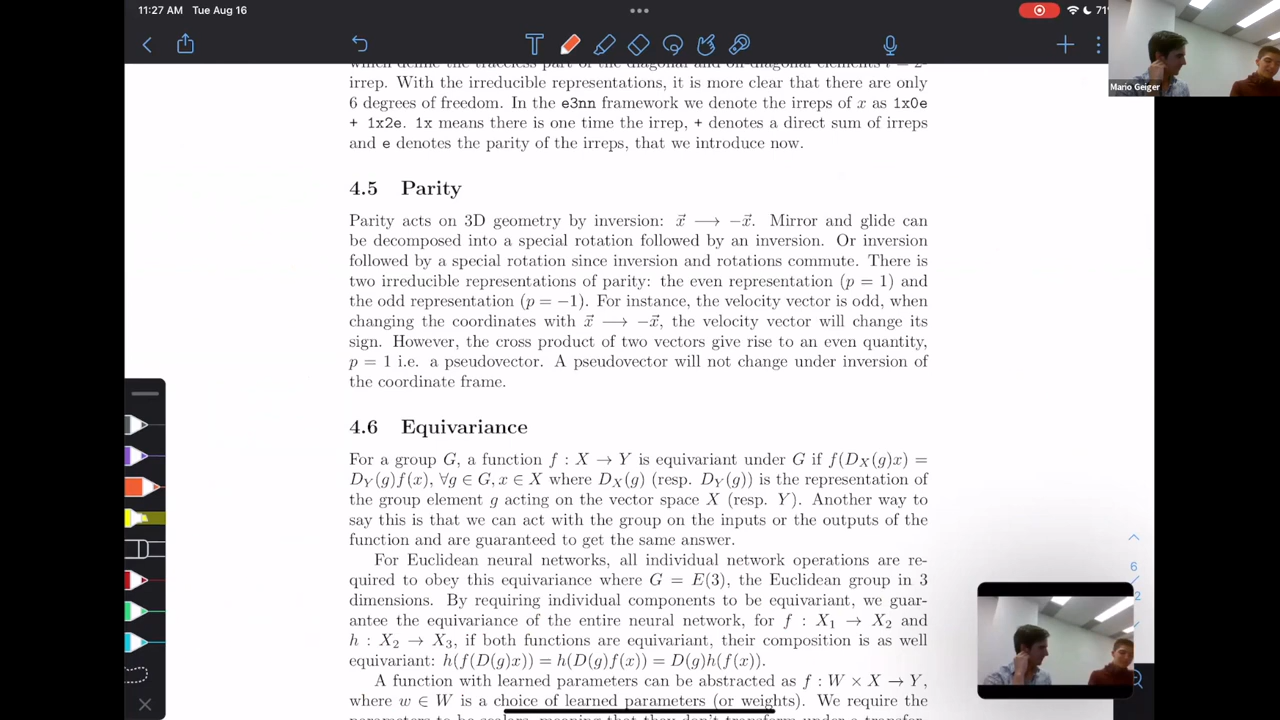 11:27 AM Tue Aug 16
71
Mario Geiger
irrep. With the irreducible representations, it is more clear that there are only
6 degrees of freedom. In the e3nn framework we denote the irreps of x as 1x0e
+ 1x2e. 1x means there is one time the irrep, + denotes a direct sum of irreps
and e denotes the parity of the irreps, that we introduce now.
4.5 Parity
Parity acts on 3D geometry by inversion: x⃗ ⟶ −x⃗. Mirror and glide can
be decomposed into a special rotation followed by an inversion. Or inversion
followed by a special rotation since inversion and rotations commute. There is
two irreducible representations of parity: the even representation (p = 1) and
the odd representation (p = −1). For instance, the velocity vector is odd, when
changing the coordinates with x⃗ ⟶ −x⃗, the velocity vector will change its
sign. However, the cross product of two vectors give rise to an even quantity,
p = 1 i.e. a pseudovector. A pseudovector will not change under inversion of
the coordinate frame.
4.6 Equivariance
For a group G, a function f : X → Y is equivariant under G if f(D_X(g)x) =
D_Y(g)f(x), ∀g ∈ G, x ∈ X where D_X(g) (resp. D_Y(g)) is the representation of
the group element g acting on the vector space X (resp. Y). Another way to
say this is that we can act with the group on the inputs or the outputs of the
function and are guaranteed to get the same answer.
For Euclidean neural networks, all individual network operations are re-
quired to obey this equivariance where G = E(3), the Euclidean group in 3
dimensions. By requiring individual components to be equivariant, we guar-
antee the equivariance of the entire neural network, for f : X₁ → X₂ and
h : X₂ → X₃, if both functions are equivariant, their composition is as well
equivariant: h(f(D(g)x)) = h(D(g)f(x)) = D(g)h(f(x)).
A function with learned parameters can be abstracted as f : W × X → Y,
where w ∈ W is a choice of learned parameters (or weights). We require the
6
2